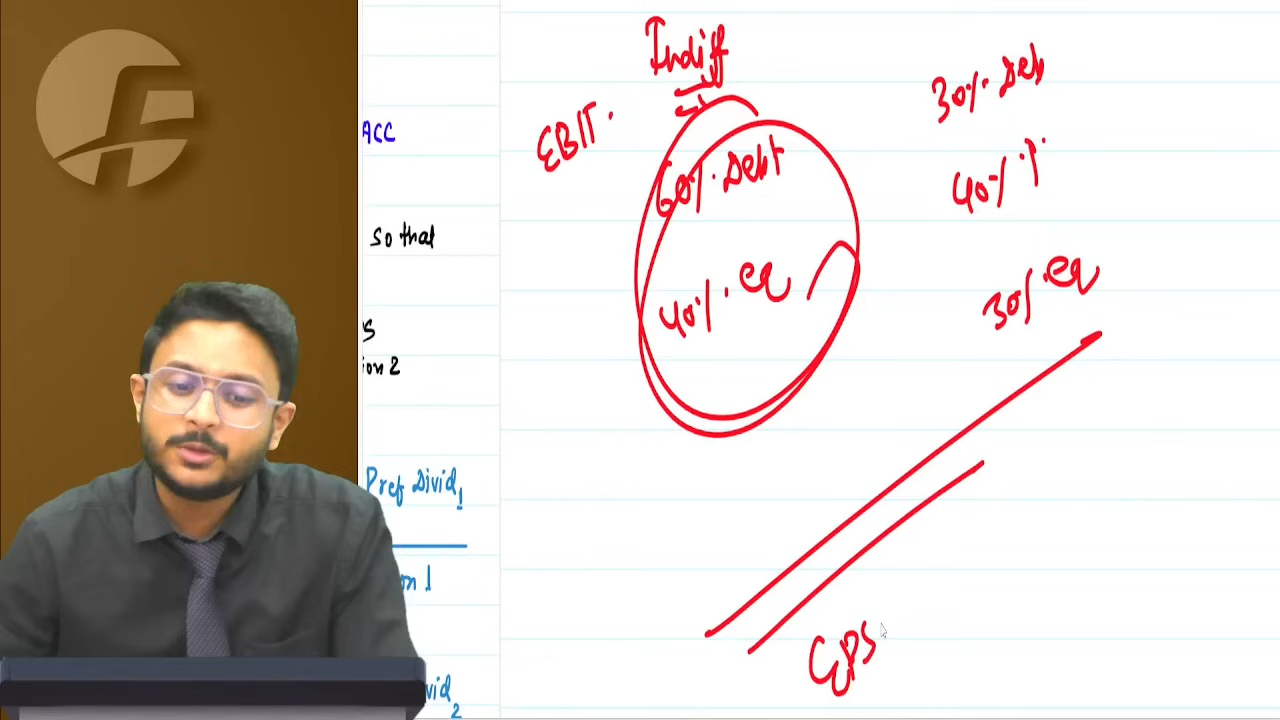 ACC
so that
s
ion 2
Pref Divid1
on 1
vid2
Indiff
EBIT.
60%. Debt
40%. eq
30%. Deb
40%. P.
30% eq
EPS